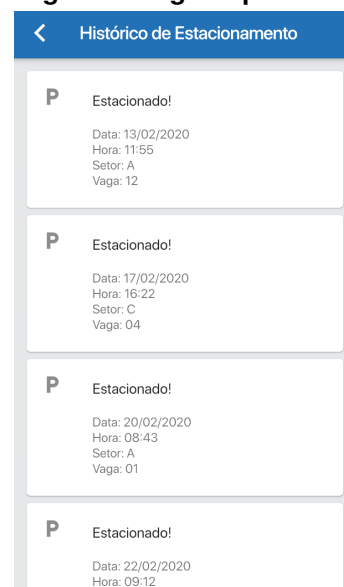 Histórico de Estacionamento
P
Estacionado!
Data: 13/02/2020
Hora: 11:55
Setor: A
Vaga: 12
P
Estacionado!
Data: 17/02/2020
Hora: 16:22
Setor: C
Vaga: 04
P
Estacionado!
Data: 20/02/2020
Hora: 08:43
Setor: A
Vaga: 01
P
Estacionado!
Data: 22/02/2020
Hora: 09:12